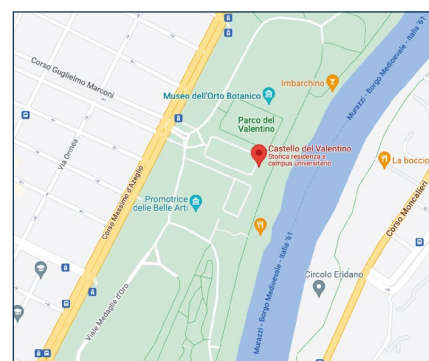 Corso Guglielmo Marconi
Museo dell'Orto Botanico
Imbarchino
Murazzi - Borgo Medioevale - Italia '61
Parco del
Valentino
Via Ormea
Castello del Valentino
Storica residenza e
campus universitario
La boccio
Corso Massimo d'Azeglio
Promotrice
delle Belle Arti
Corso Moncalieri
Murazzi - Borgo Medioevale - Italia '61
Circolo Eridano
Viale Medaglie d'Oro